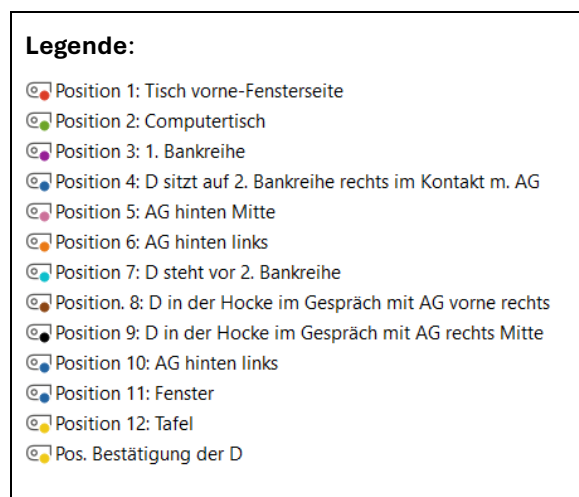 Legende:
Position 1: Tisch vorne-Fensterseite
Position 2: Computertisch
Position 3: 1. Bankreihe
Position 4: D sitzt auf 2. Bankreihe rechts im Kontakt m. AG
Position 5: AG hinten Mitte
Position 6: AG hinten links
Position 7: D steht vor 2. Bankreihe
Position. 8: D in der Hocke im Gespräch mit AG vorne rechts
Position 9: D in der Hocke im Gespräch mit AG rechts Mitte
Position 10: AG hinten links
Position 11: Fenster
Position 12: Tafel
Pos. Bestätigung der D